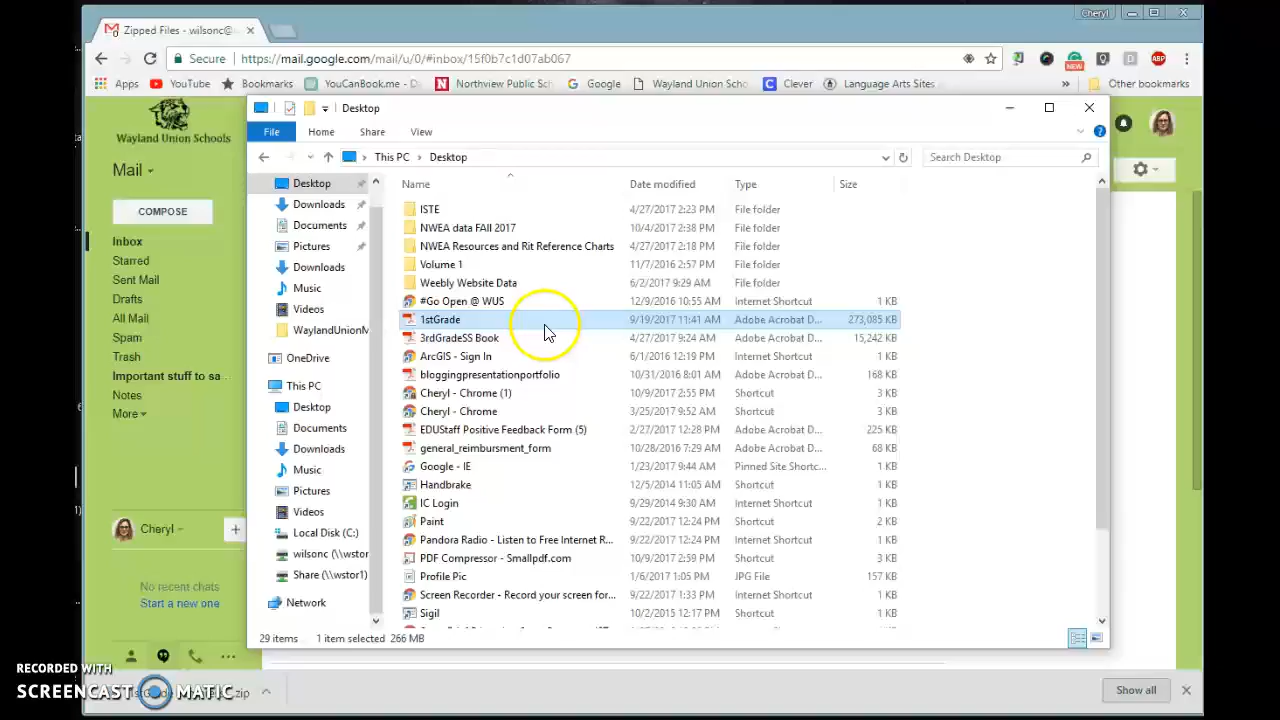 Cheryl
Zipped Files - wilsonc@
Secure https://mail.google.com/mail/u/0/#inbox/15f0b7c1d07ab067
NEW
ABP
Apps YouTube Bookmarks YouCanBook.me - D Northview Public Sch Google Wayland Union Scho Clever Language Arts Sites » Other bookmarks
Wayland Union Schools
Mail
COMPOSE
Inbox
Starred
Sent Mail
Drafts
All Mail
Spam
Trash
Important stuff to sa...
Notes
More
Cheryl
No recent chats
Start a new one
Desktop
File Home Share View
This PC Desktop Search Desktop
Desktop
Downloads
Documents
Pictures
Downloads
Music
Videos
WaylandUnionM
OneDrive
This PC
Desktop
Documents
Downloads
Music
Pictures
Videos
Local Disk (C:)
wilsonc (\\wstor
Share (\\wstor1)
Network
Name Date modified Type Size
ISTE 4/27/2017 2:23 PM File folder
NWEA data FAll 2017 10/4/2017 2:38 PM File folder
NWEA Resources and Rit Reference Charts 4/27/2017 2:18 PM File folder
Volume 1 11/7/2016 2:57 PM File folder
Weebly Website Data 6/2/2017 9:29 AM File folder
#Go Open @ WUS 12/9/2016 10:55 AM Internet Shortcut 1 KB
1stGrade 9/19/2017 11:41 AM Adobe Acrobat D... 273,085 KB
3rdGradeSS Book 4/27/2017 9:24 AM Adobe Acrobat D... 15,242 KB
ArcGIS - Sign In 6/1/2016 12:19 PM Internet Shortcut 1 KB
bloggingpresentationportfolio 10/31/2016 8:01 AM Adobe Acrobat D... 168 KB
Cheryl - Chrome (1) 10/9/2017 2:55 PM Shortcut 3 KB
Cheryl - Chrome 3/25/2017 9:52 AM Shortcut 3 KB
EDUStaff Positive Feedback Form (5) 2/27/2017 12:28 PM Adobe Acrobat D... 225 KB
general_reimbursment_form 10/28/2016 7:29 AM Adobe Acrobat D... 68 KB
Google - IE 1/23/2017 9:44 AM Pinned Site Shortc... 1 KB
Handbrake 12/5/2014 11:05 AM Internet Shortcut 1 KB
IC Login 9/29/2014 9:30 AM Internet Shortcut 1 KB
Paint 9/22/2017 12:24 PM Shortcut 2 KB
Pandora Radio - Listen to Free Internet R... 9/22/2017 12:24 PM Internet Shortcut 1 KB
PDF Compressor - Smallpdf.com 10/9/2017 2:59 PM Shortcut 3 KB
Profile Pic 1/6/2017 1:05 PM JPG File 157 KB
Screen Recorder - Record your screen for... 9/22/2017 1:33 PM Internet Shortcut 1 KB
Sigil 10/2/2015 12:17 PM Shortcut 1 KB
29 items 1 item selected 266 MB
RECORDED WITH
SCREENCAST MATIC
zip
Show all